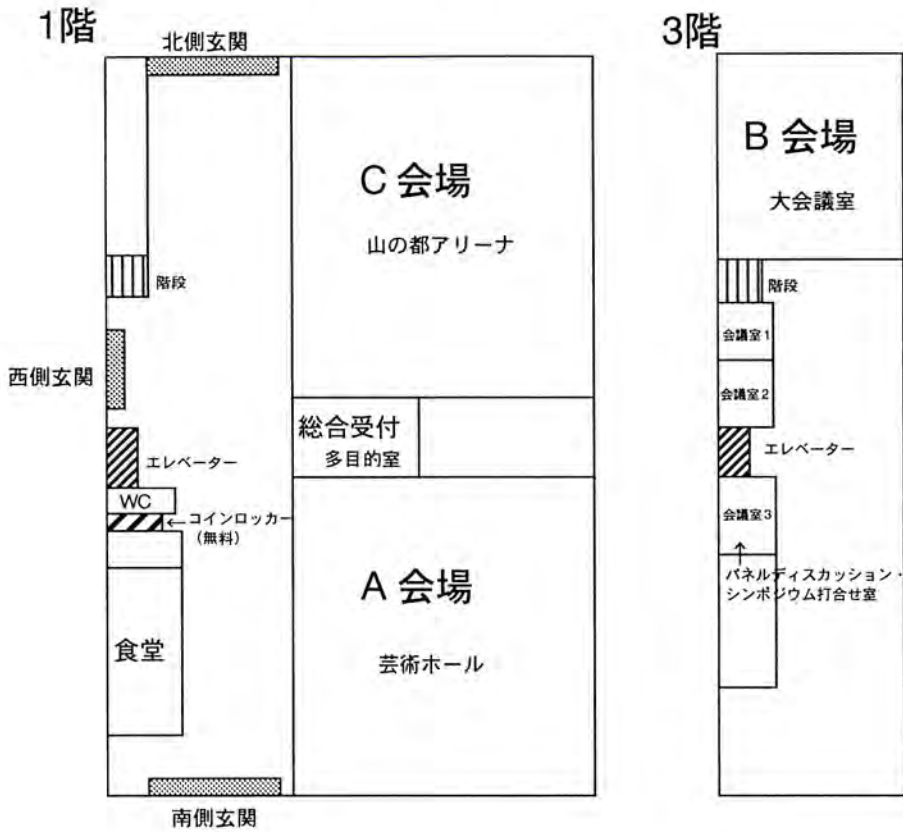 1階
北側玄関
C 会場
山の都アリーナ
階段
西側玄関
総合受付
多目的室
エレベーター
WC
←コインロッカー
(無料)
A 会場
食堂
芸術ホール
南側玄関
3階
B 会場
大会議室
階段
会議室1
会議室2
エレベーター
会議室3
↑
パネルディスカッション・
シンポジウム打合せ室